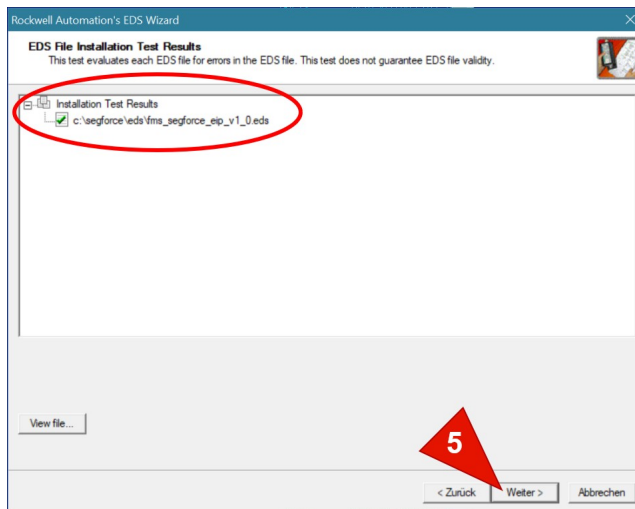 Rockwell Automation's EDS Wizard
EDS File Installation Test Results
This test evaluates each EDS file for errors in the EDS file. This test does not guarantee EDS file validity.
Installation Test Results
c:\segforce\eds\fms_segforce_eip_v1_0.eds
View file...
5
< Zurück
Weiter >
Abbrechen